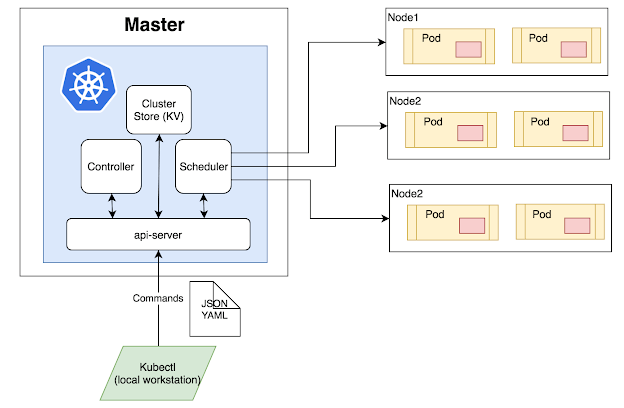 Master
Cluster
Store (KV)
Controller
Scheduler
api-server
Commands
JSON
YAML
Kubectl
(local workstation)
Node1
Pod
Pod
Node2
Pod
Pod
Node2
Pod
Pod